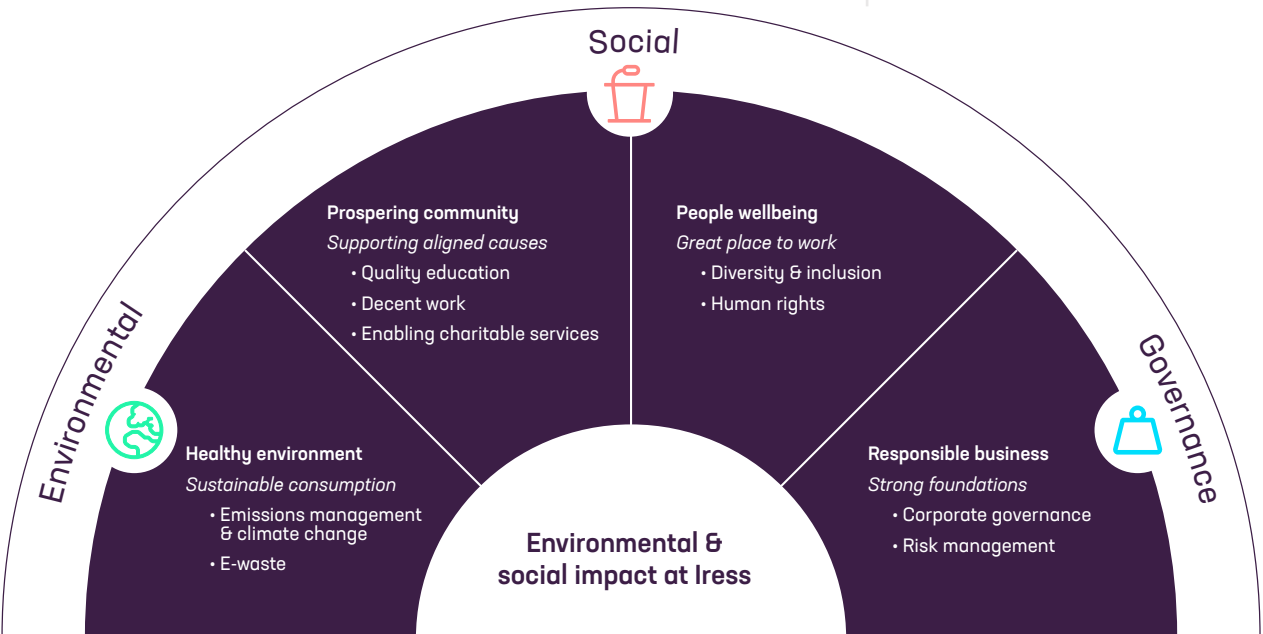 Social
Environmental
Governance
Prospering community
Supporting aligned causes
• Quality education
• Decent work
• Enabling charitable services
People wellbeing
Great place to work
• Diversity & inclusion
• Human rights
Healthy environment
Sustainable consumption
• Emissions management
& climate change
• E-waste
Responsible business
Strong foundations
• Corporate governance
• Risk management
Environmental &
social impact at Iress